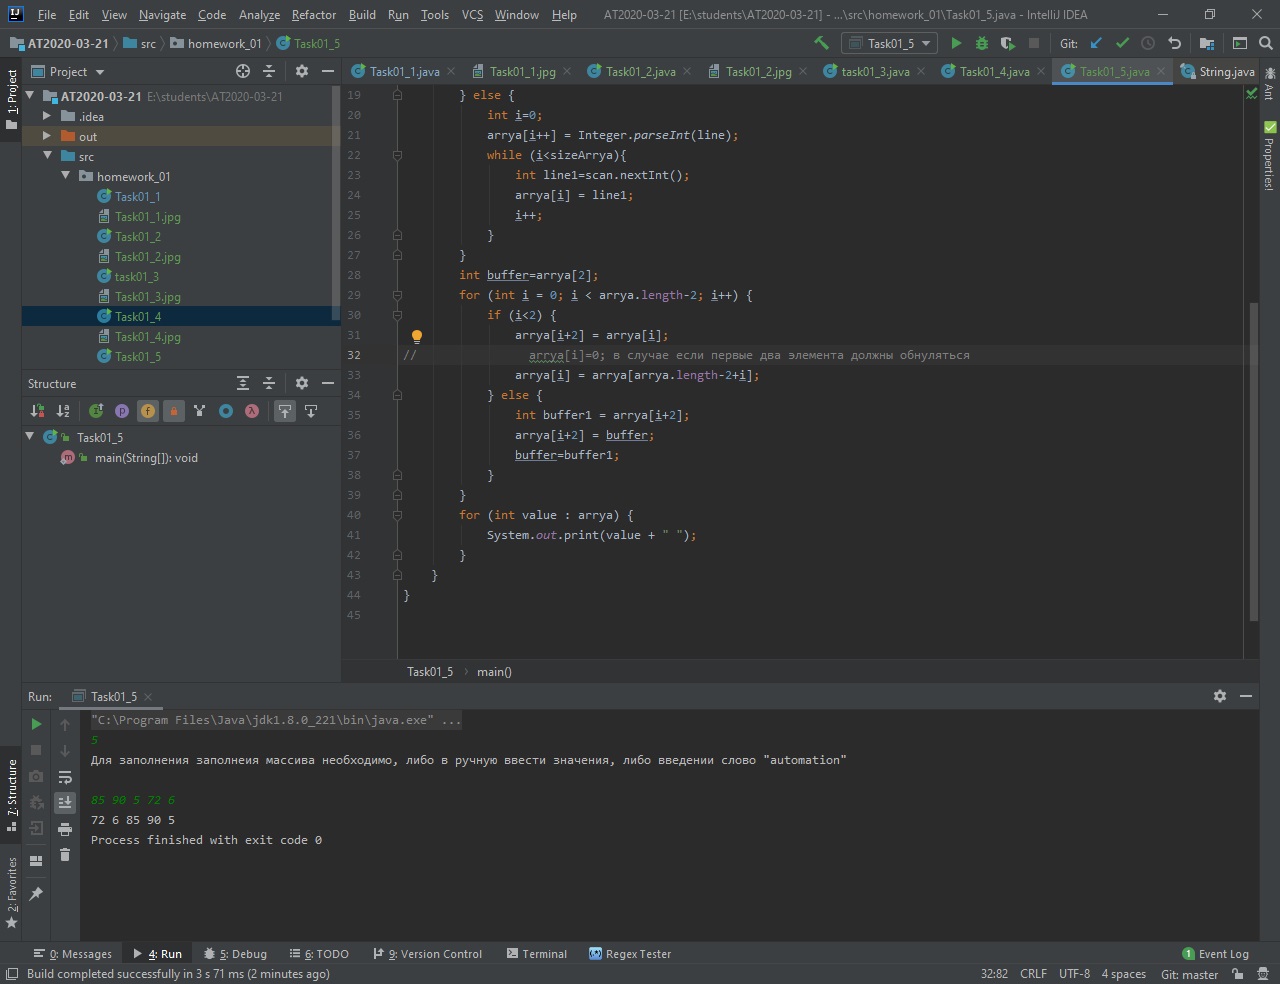 File Edit View Navigate Code Analyze Refactor Build Run Tools VCS Window Help AT2020-03-21 [E:\students\AT2020-03-21] - ...\src\homework_01\Task01_5.java - IntelliJ IDEA
AT2020-03-21 src homework_01 Task01_5 Task01_5 Git:
1: Project
Project
Task01_1.java Task01_1.jpg Task01_2.java Task01_2.jpg task01_3.java Task01_4.java Task01_5.java String.java
AT2020-03-21 E:\students\AT2020-03-21
.idea
out
src
homework_01
Task01_1
Task01_1.jpg
Task01_2
Task01_2.jpg
task01_3
Task01_3.jpg
Task01_4
Task01_4.jpg
Task01_5
Structure
Task01_5
main(String[]): void
19 } else {
20 int i=0;
21 arrya[i++] = Integer.parseInt(line);
22 while (i<sizeArrya){
23 int line1=scan.nextInt();
24 arrya[i] = line1;
25 i++;
26 }
27 }
28 int buffer=arrya[2];
29 for (int i = 0; i < arrya.length-2; i++) {
30 if (i<2) {
31 arrya[i+2] = arrya[i];
32 // arrya[i]=0; в случае если первые два элемента должны обнуляться
33 arrya[i] = arrya[arrya.length-2+i];
34 } else {
35 int buffer1 = arrya[i+2];
36 arrya[i+2] = buffer;
37 buffer=buffer1;
38 }
39 }
40 for (int value : arrya) {
41 System.out.print(value + " ");
42 }
43 }
44 }
45
Task01_5 main()
Ant
Properties!
Run: Task01_5
"C:\Program Files\Java\jdk1.8.0_221\bin\java.exe" ...
5
Для заполнения заполнеия массива необходимо, либо в ручную ввести значения, либо введении слово "automation"
85 90 5 72 6
72 6 85 90 5
Process finished with exit code 0
7: Structure
2: Favorites
0: Messages 4: Run 5: Debug 6: TODO 9: Version Control Terminal Regex Tester 1 Event Log
Build completed successfully in 3 s 71 ms (2 minutes ago) 32:82 CRLF UTF-8 4 spaces Git: master